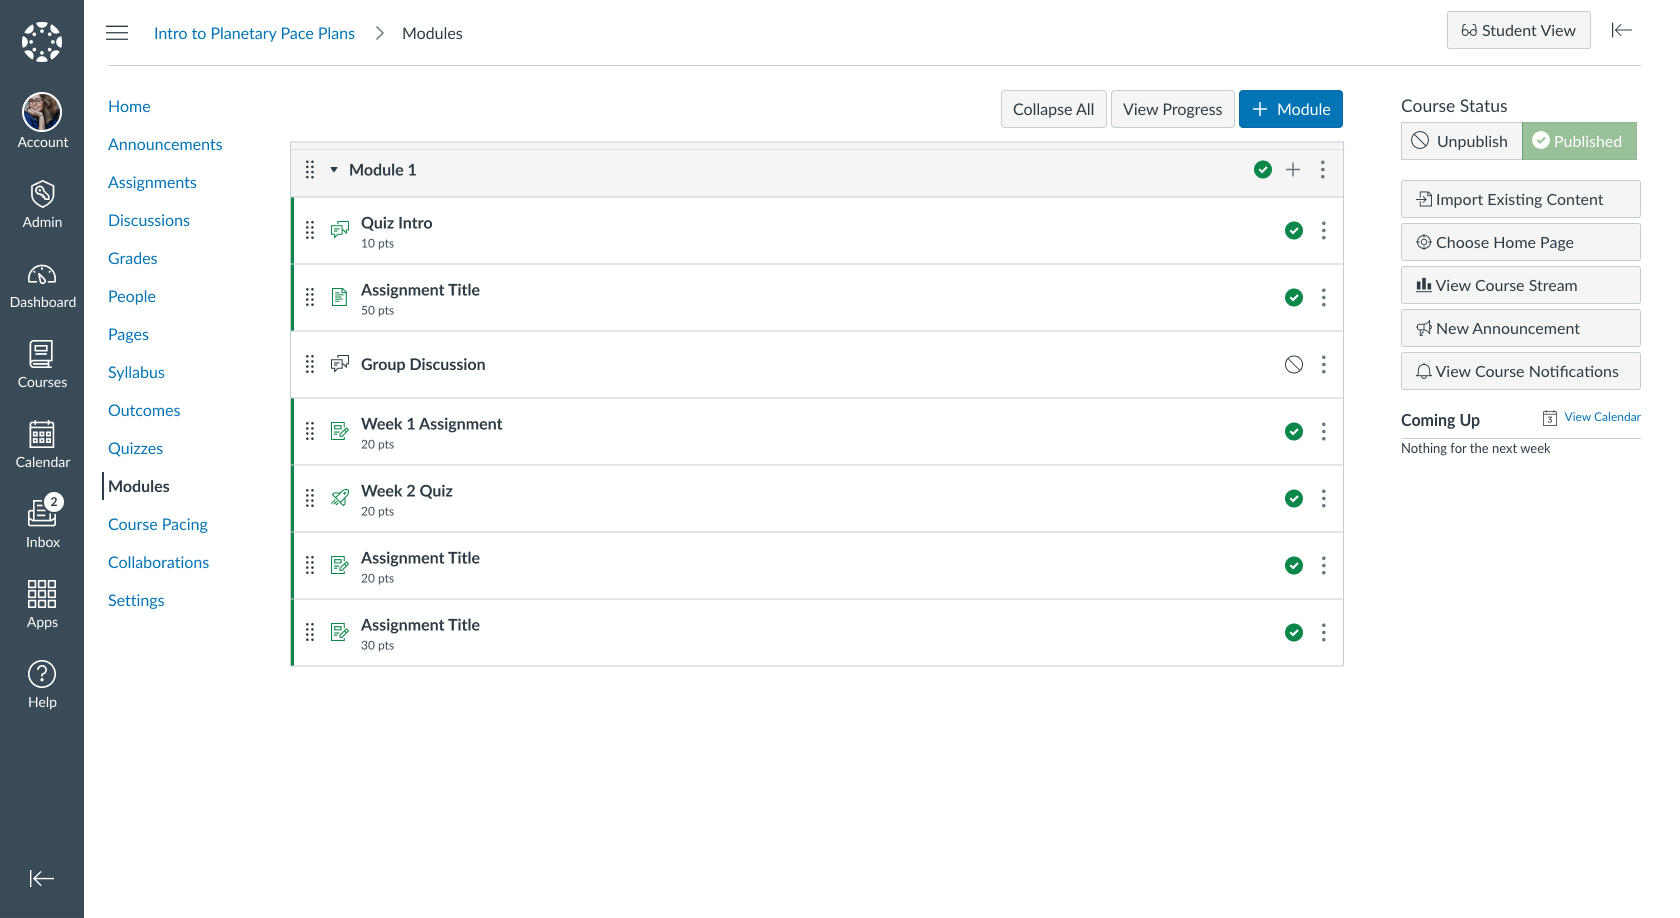 Intro to Planetary Pace Plans > Modules
Student View
Account
Admin
Dashboard
Courses
Calendar
2
Inbox
Apps
Help
Home
Announcements
Assignments
Discussions
Grades
People
Pages
Syllabus
Outcomes
Quizzes
Modules
Course Pacing
Collaborations
Settings
Collapse All
View Progress
+ Module
Module 1
Quiz Intro
10 pts
Assignment Title
50 pts
Group Discussion
Week 1 Assignment
20 pts
Week 2 Quiz
20 pts
Assignment Title
20 pts
Assignment Title
30 pts
Course Status
Unpublish
Published
Import Existing Content
Choose Home Page
View Course Stream
New Announcement
View Course Notifications
Coming Up
3
View Calendar
Nothing for the next week